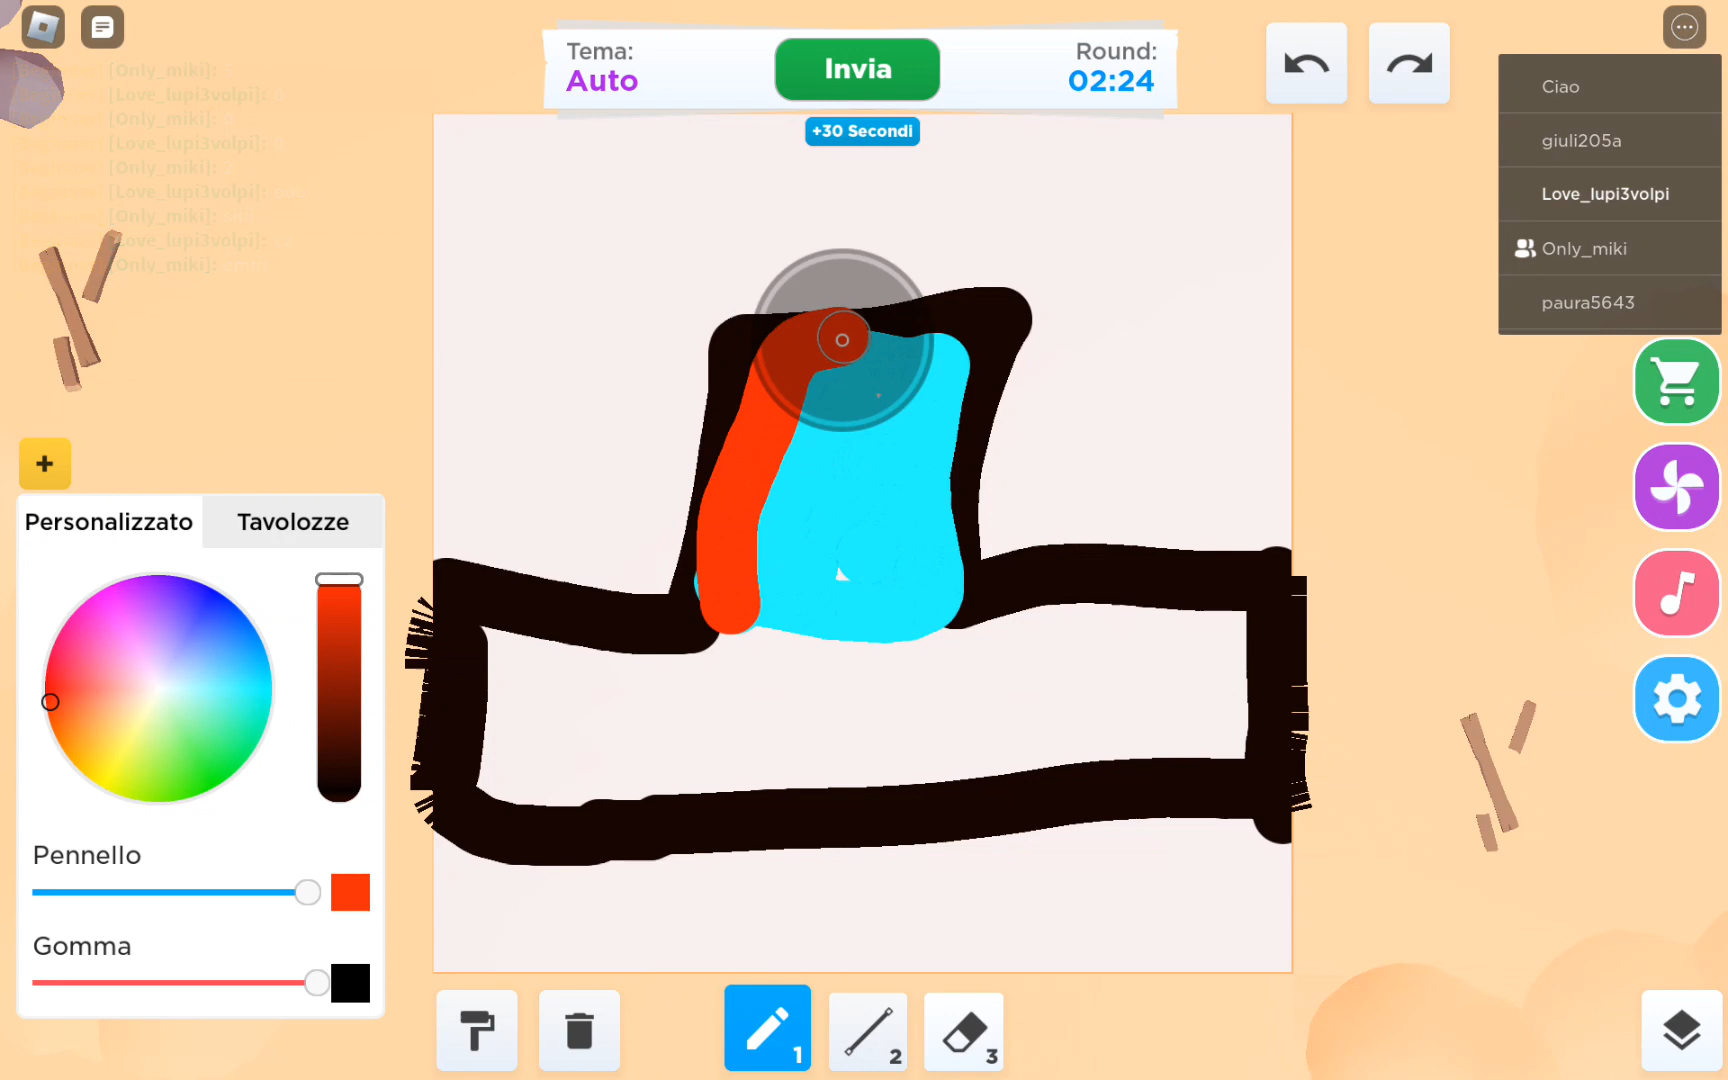 [Only_miki]:
[Love_lupi3volpi]:
[Only_miki]:
[Love_lupi3volpi]:
[Only_miki]:
[Love_lupi3volpi]:
[Only_miki]:
[Love_lupi3volpi]:
[Only_miki]:
Tema:
Auto
Invia
Round:
02:24
+30 Secondi
Ciao
giuli205a
Love_lupi3volpi
Only_miki
paura5643
+
Personalizzato
Tavolozze
Pennello
Gomma
1
2
3